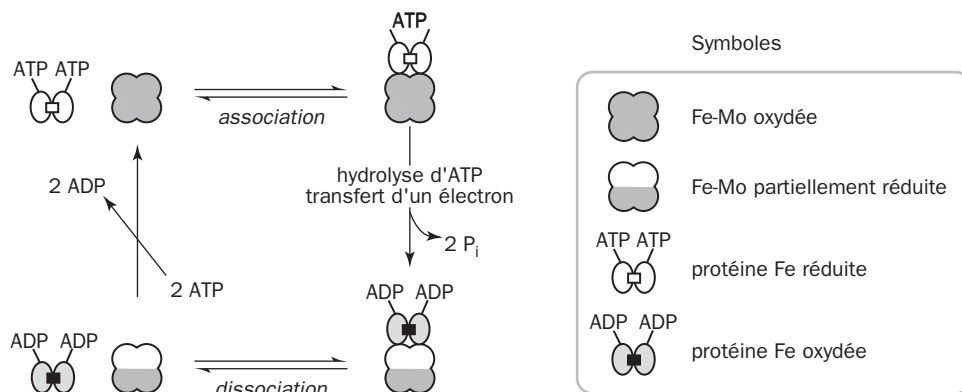 ATP
ATP ATP
association
hydrolyse d'ATP
transfert d'un électron
2 ADP
2 Pi
2 ATP
ADP ADP
ADP ADP
dissociation
Symboles
Fe-Mo oxydée
Fe-Mo partiellement réduite
ATP ATP
protéine Fe réduite
ADP ADP
protéine Fe oxydée